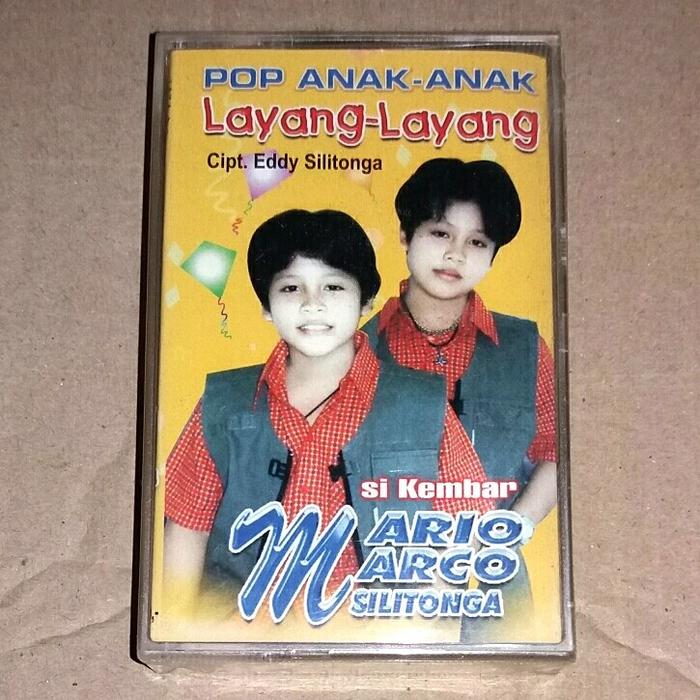 POP ANAK-ANAK
Layang-Layang
Cipt. Eddy Silitonga
si Kembar
MARIO
MARCO
SILITONGA